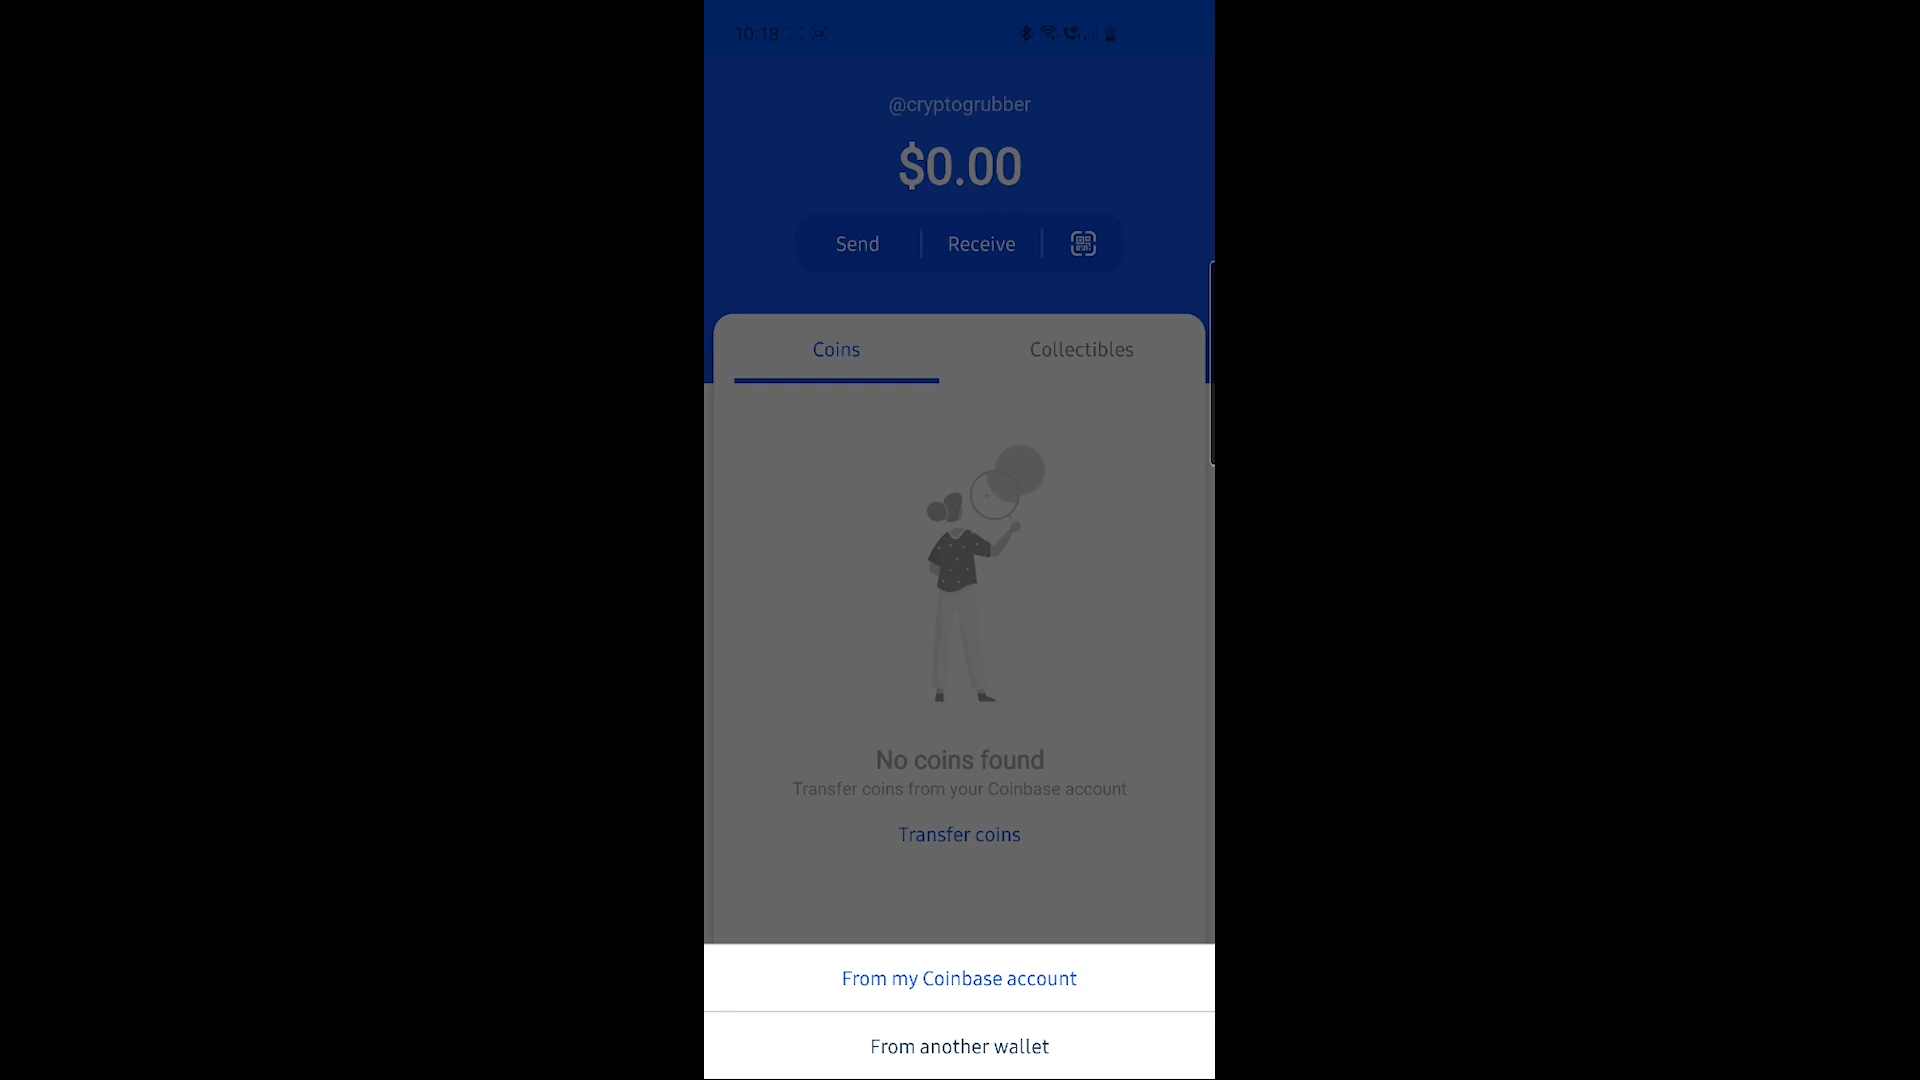 10:18
@cryptogrubber
$0.00
Send
Receive
Coins
Collectibles
No coins found
Transfer coins from your Coinbase account
Transfer coins
From my Coinbase account
From another wallet